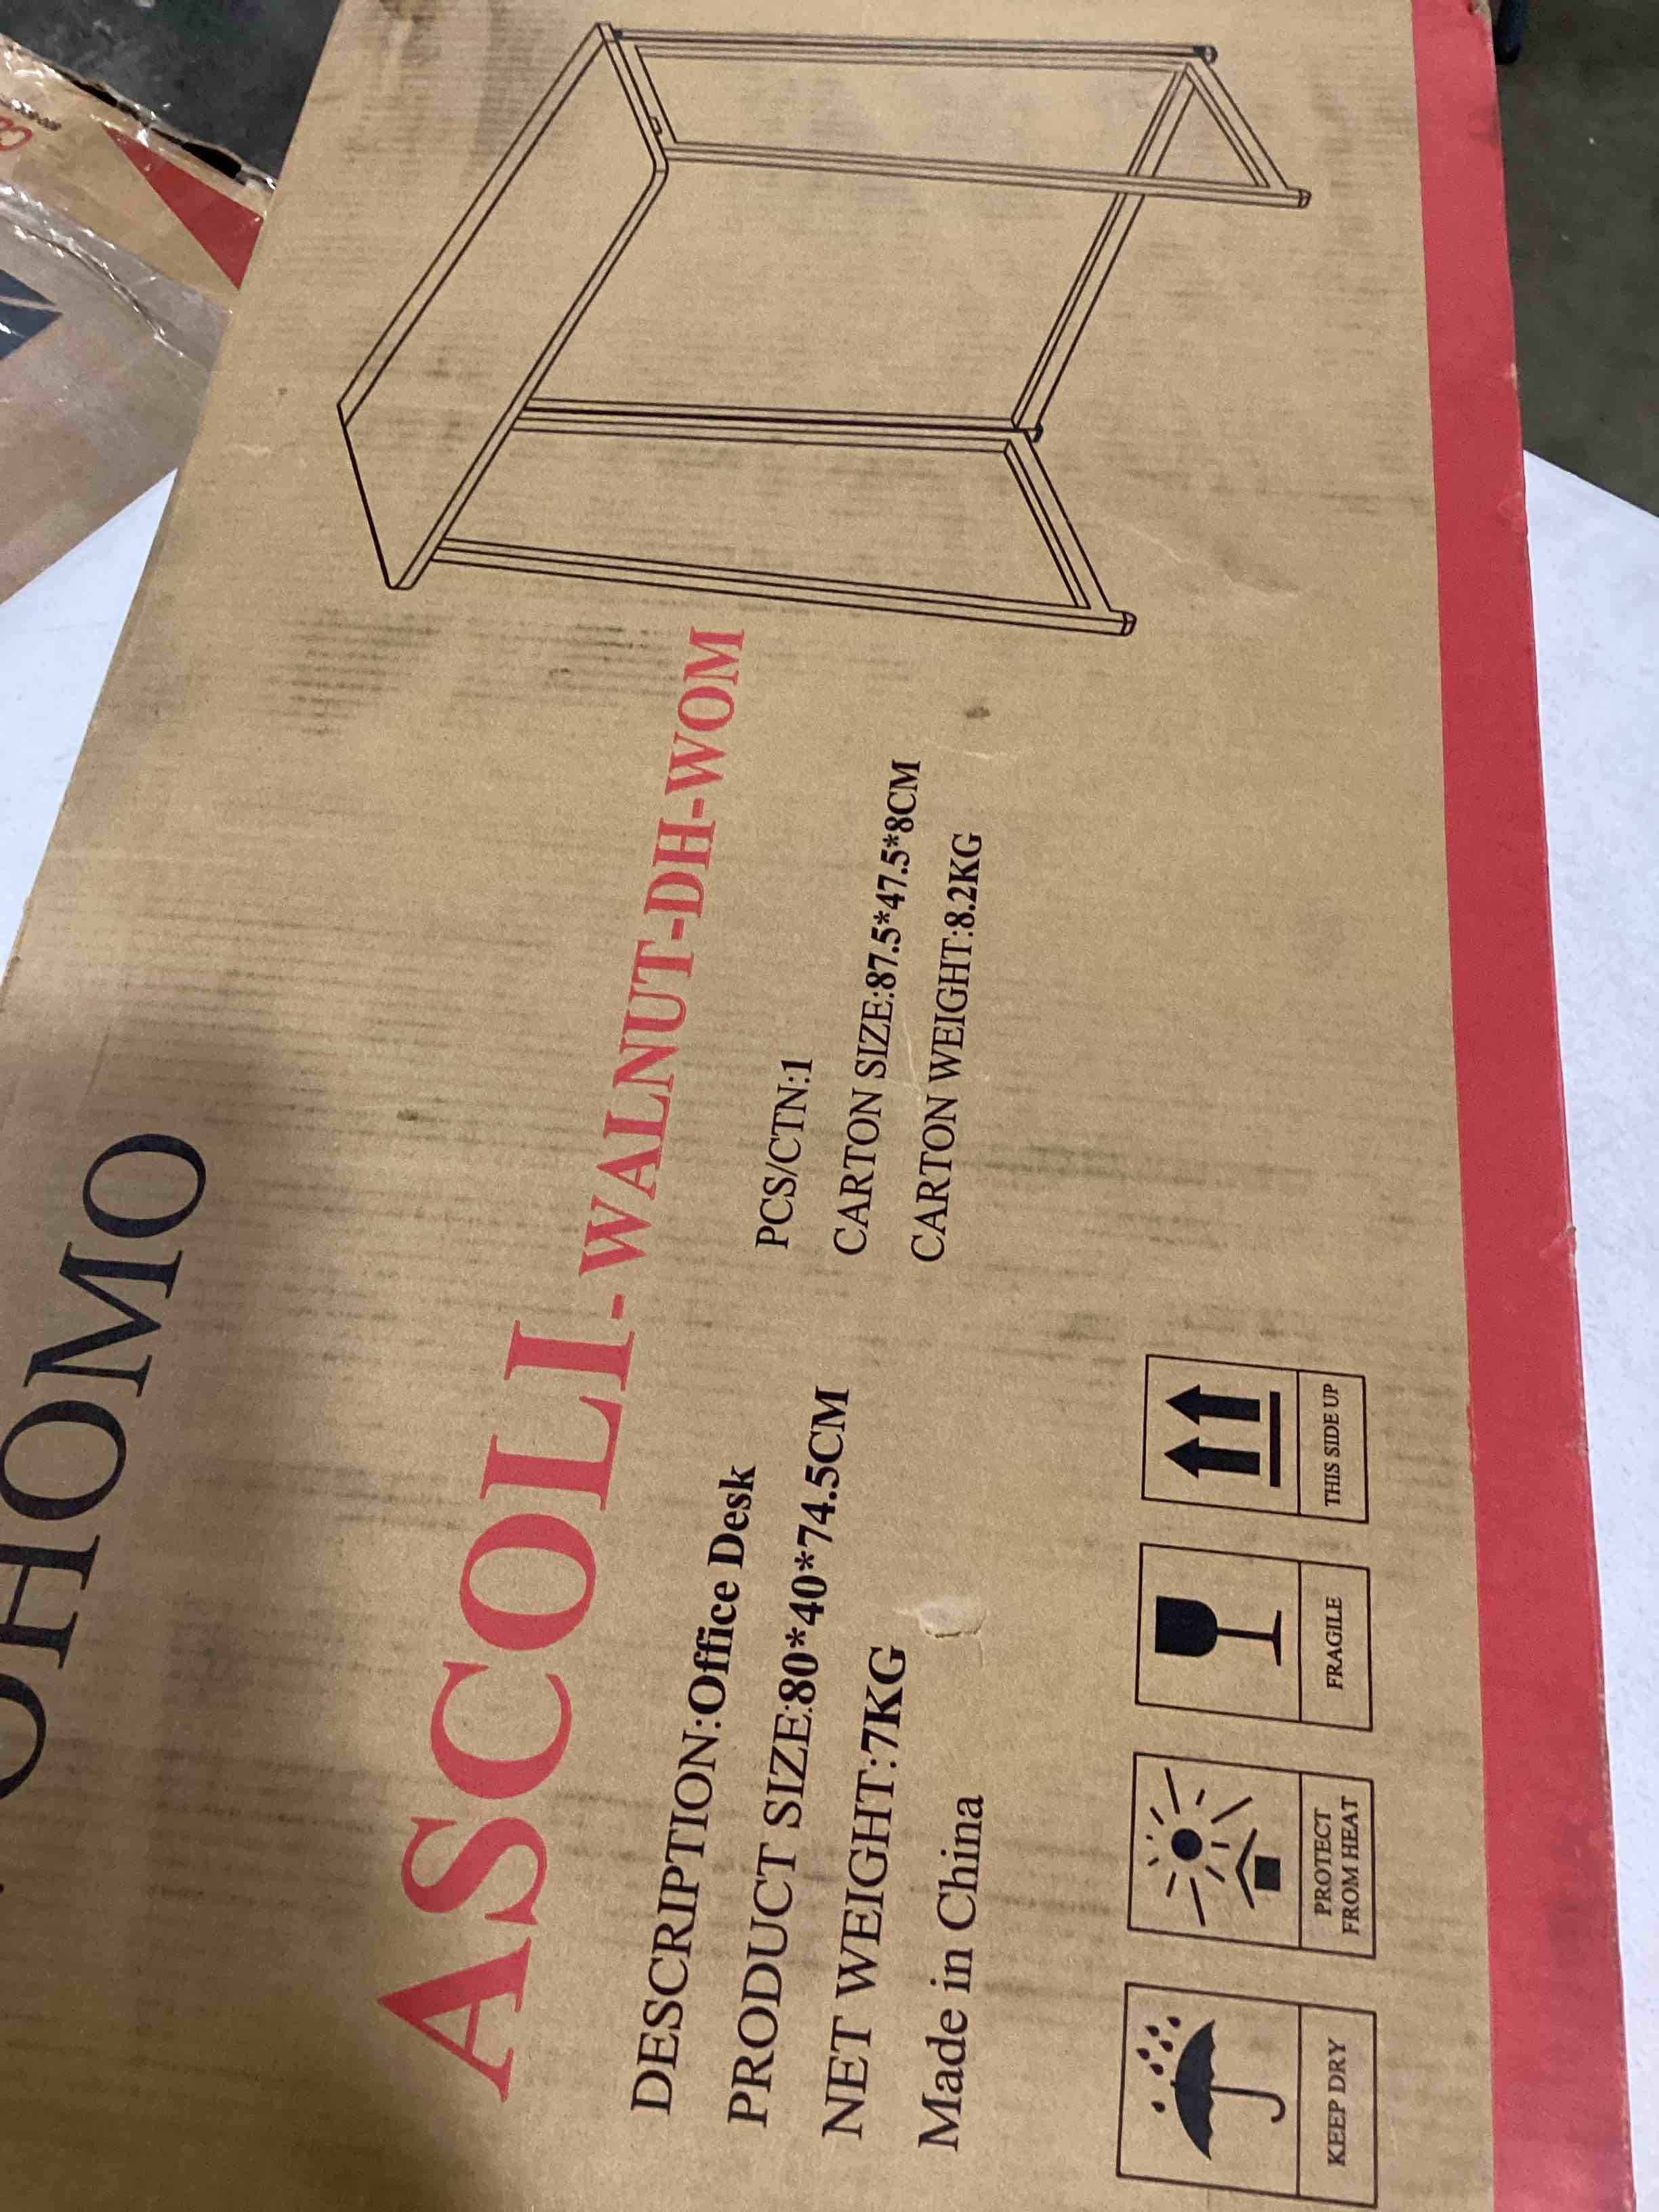 OHOMO
ASCOLI-WALNUT-DH-WOM
DESCRIPTION:Office Desk
PRODUCT SIZE:80*40*74.5CM
NET WEIGHT:7KG
Made in China
PCS/CTN:1
CARTON SIZE:87.5*47.5*8CM
CARTON WEIGHT:8.2KG
KEEP DRY
PROTECT
FROM HEAT
FRAGILE
THIS SIDE UP